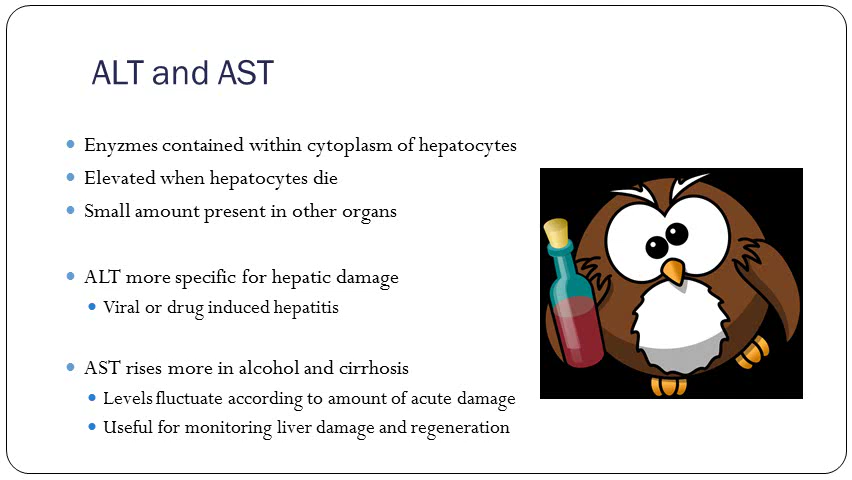 ALT and AST
Enyzmes contained within cytoplasm of hepatocytes
Elevated when hepatocytes die
Small amount present in other organs
ALT more specific for hepatic damage
Viral or drug induced hepatitis
AST rises more in alcohol and cirrhosis
Levels fluctuate according to amount of acute damage
Useful for monitoring liver damage and regeneration